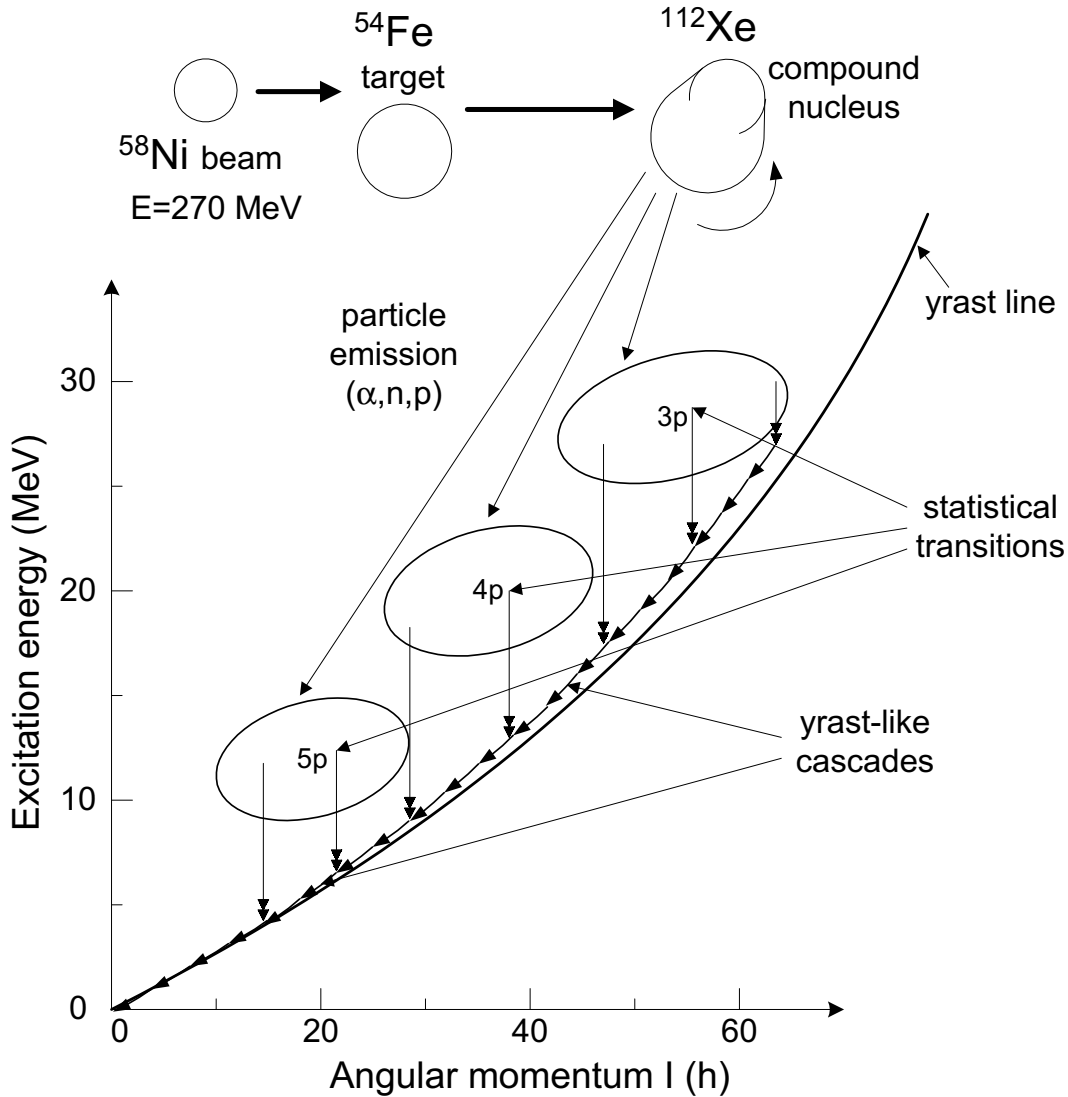 ⁵⁴Fe
target
¹¹²Xe
compound
nucleus
⁵⁸Ni beam
E=270 MeV
particle
emission
(α,n,p)
yrast line
30
3p
statistical
transitions
20
4p
yrast-like
cascades
5p
10
0
0
20
40
60
Excitation energy (MeV)
Angular momentum I (h)